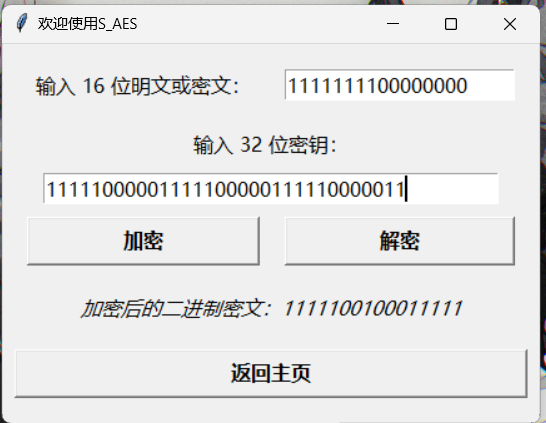 欢迎使用S_AES
输入 16 位明文或密文： 1111111100000000
输入 32 位密钥：
11111000001111100000111110000011
加密 解密
加密后的二进制密文：1111100100011111
返回主页